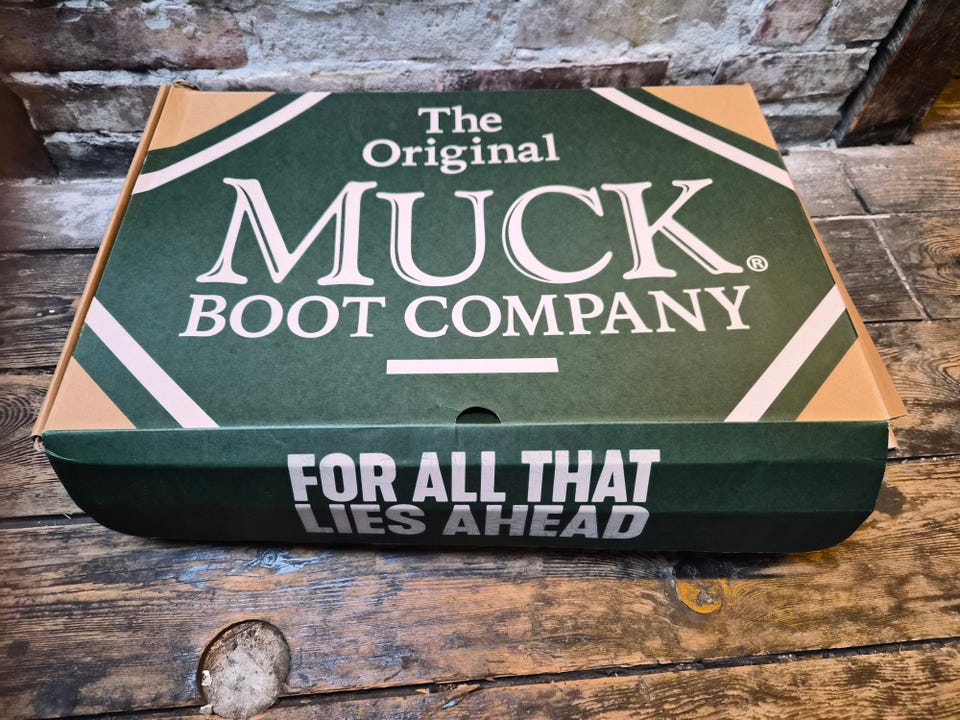 The
Original
MUCK®
BOOT COMPANY
FOR ALL THAT
LIES AHEAD